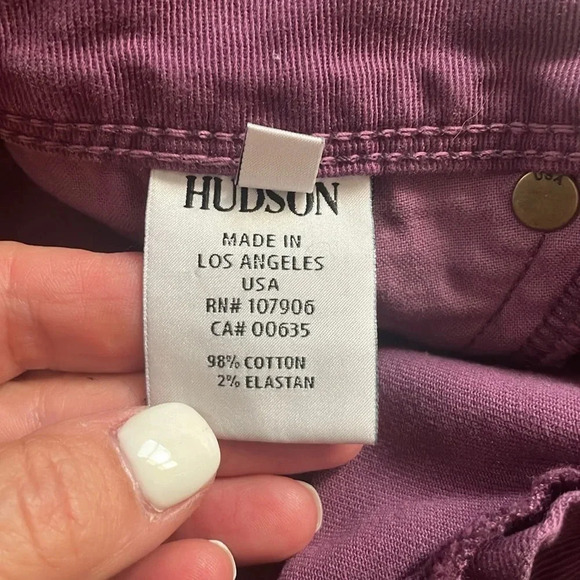 HUDSON
MADE IN
LOS ANGELES
USA
RN# 107906
CA# 00635
98% COTTON
2% ELASTAN
USA